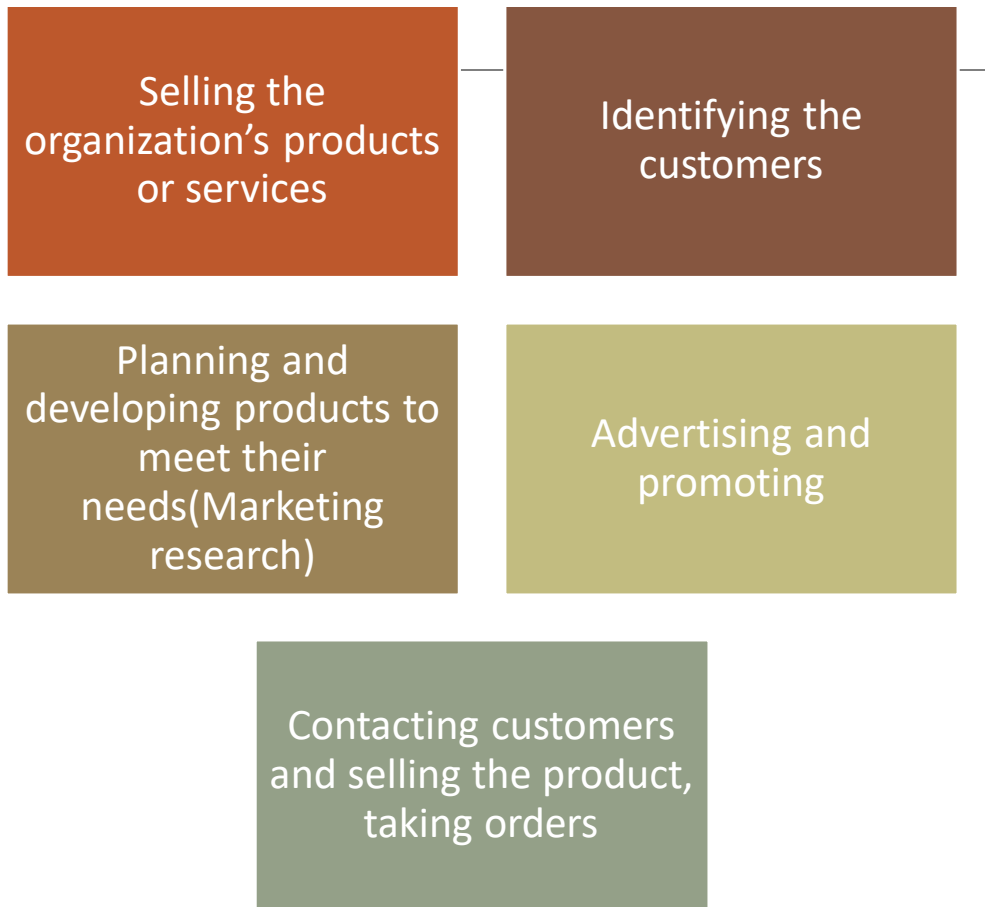 Selling the
organization’s products
or services
Identifying the
customers
Planning and
developing products to
meet their
needs(Marketing
research)
Advertising and
promoting
Contacting customers
and selling the product,
taking orders